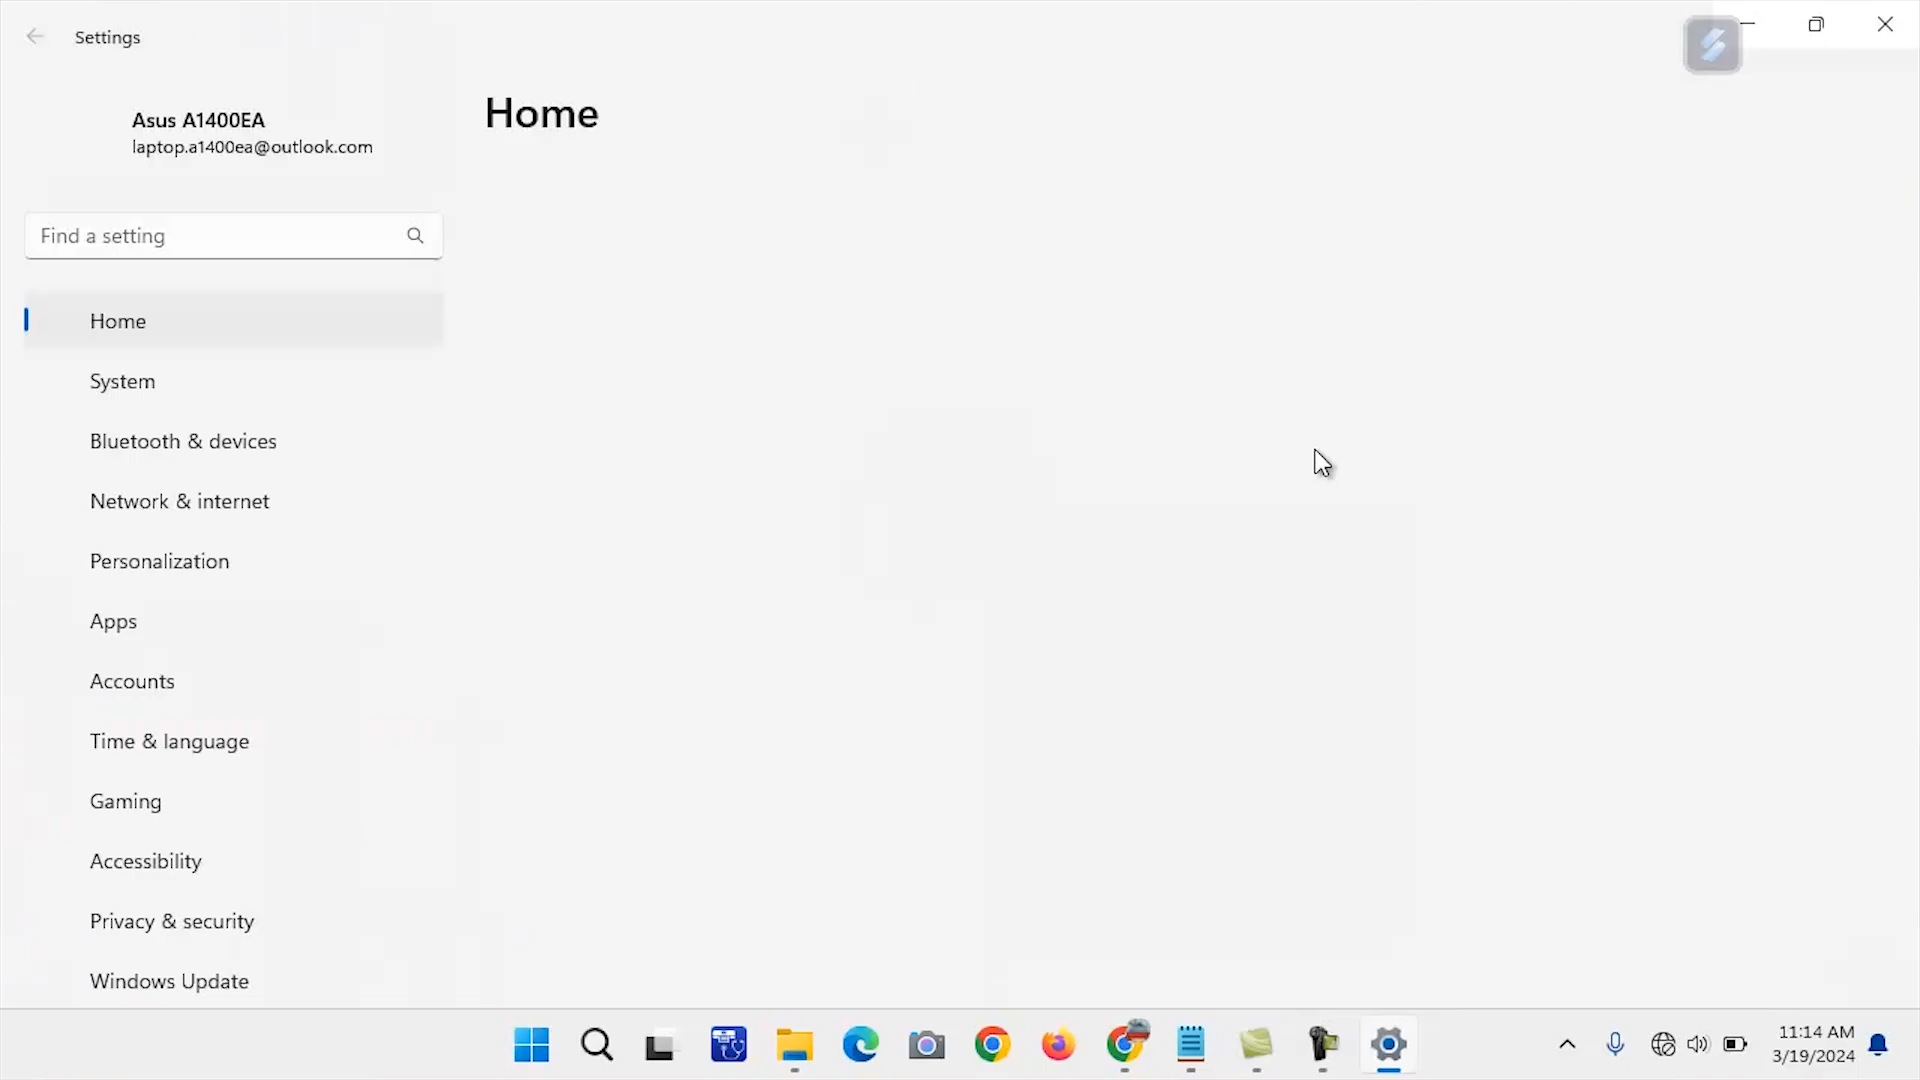 Settings
Asus A1400EA
laptop.a1400ea@outlook.com
Find a setting
Home
System
Bluetooth & devices
Network & internet
Personalization
Apps
Accounts
Time & language
Gaming
Accessibility
Privacy & security
Windows Update
Home
11:14 AM
3/19/2024